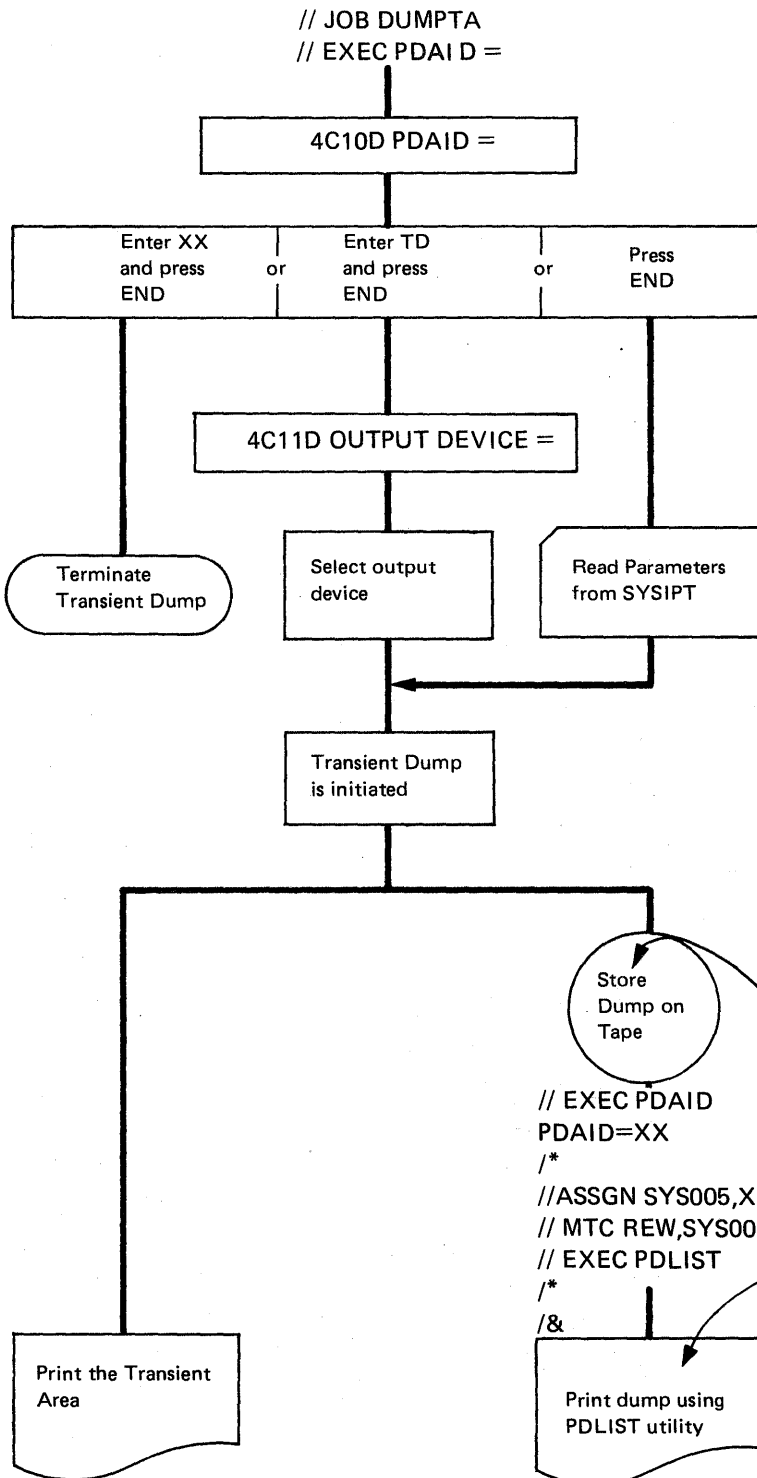 // JOB DUMPTA
// EXEC PDAID =
4C10D PDAID =
Enter XX
and press
END
or
Enter TD
and press
END
or
Press
END
4C11D OUTPUT DEVICE =
Terminate
Transient Dump
Select output
device
Read Parameters
from SYSIPT
Transient Dump
is initiated
Store
Dump on
Tape
// EXEC PDAID
PDAID=XX
/*
//ASSGN SYS005,X
// MTC REW,SYS00
// EXEC PDLIST
/*
/&
Print the Transient
Area
Print dump using
PDLIST utility